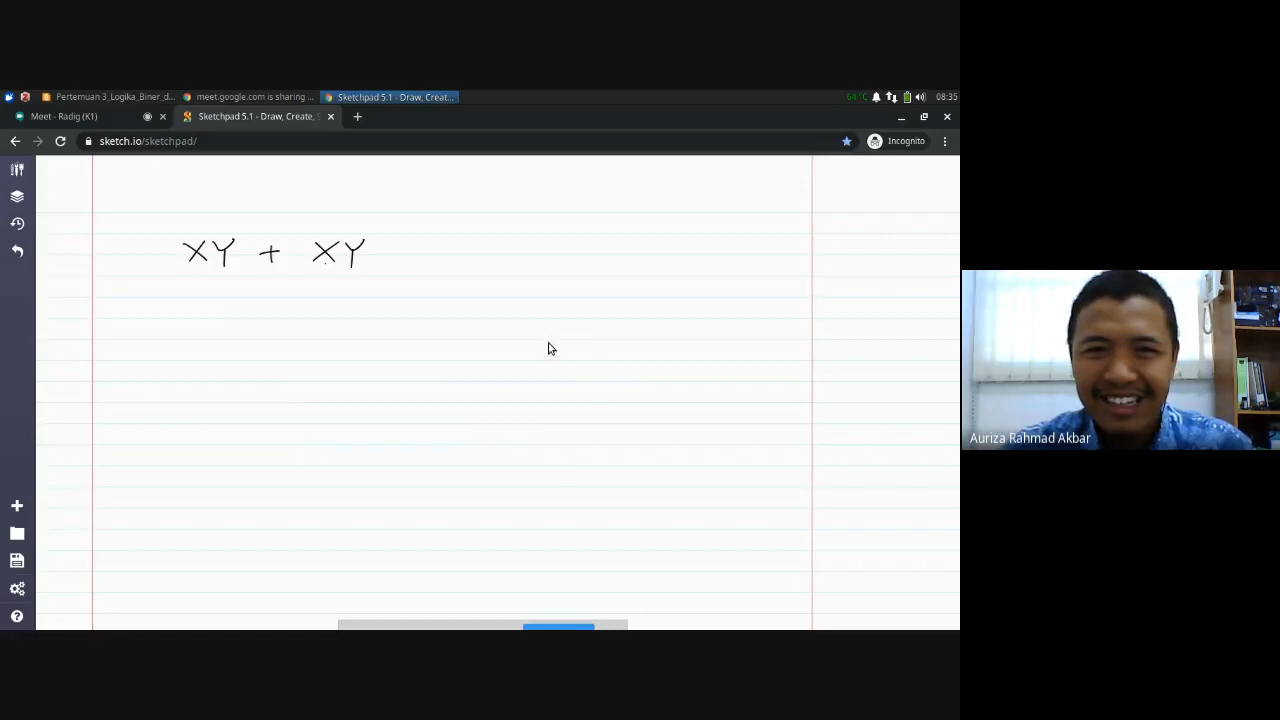 Pertemuan 3_Logika_Biner_d...
meet.google.com is sharing ...
Sketchpad 5.1 - Draw, Creat...
64 °C
08:35
Meet - Radig (K1)
Sketchpad 5.1 - Draw, Create, S
sketch.io/sketchpad/
Incognito
XY + XY
Auriza Rahmad Akbar